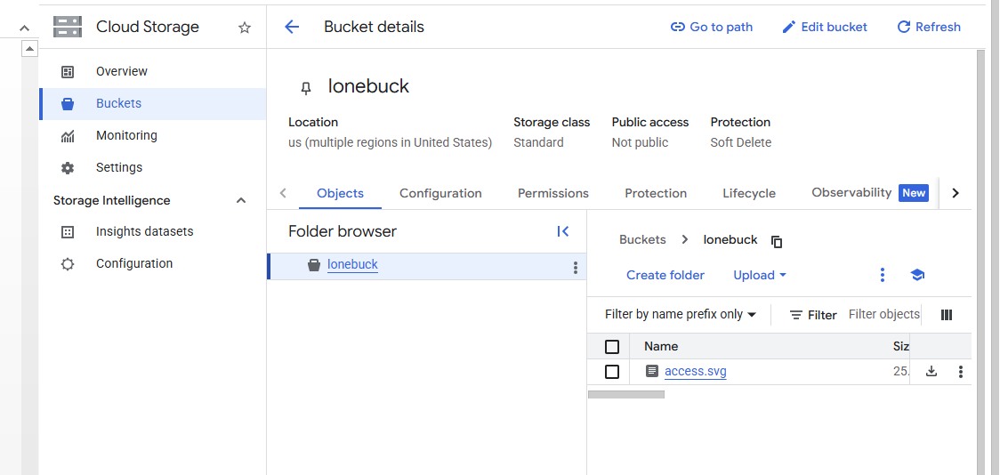 Cloud Storage
Bucket details
Go to path
Edit bucket
Refresh
Overview
Buckets
Monitoring
Settings
Storage Intelligence
Insights datasets
Configuration
lonebuck
Location
Storage class
Public access
Protection
us (multiple regions in United States)
Standard
Not public
Soft Delete
Objects
Configuration
Permissions
Protection
Lifecycle
Observability
New
Folder browser
lonebuck
Buckets
lonebuck
Create folder
Upload
Filter by name prefix only
Filter
Filter objects
Name
Siz
access.svg
25.